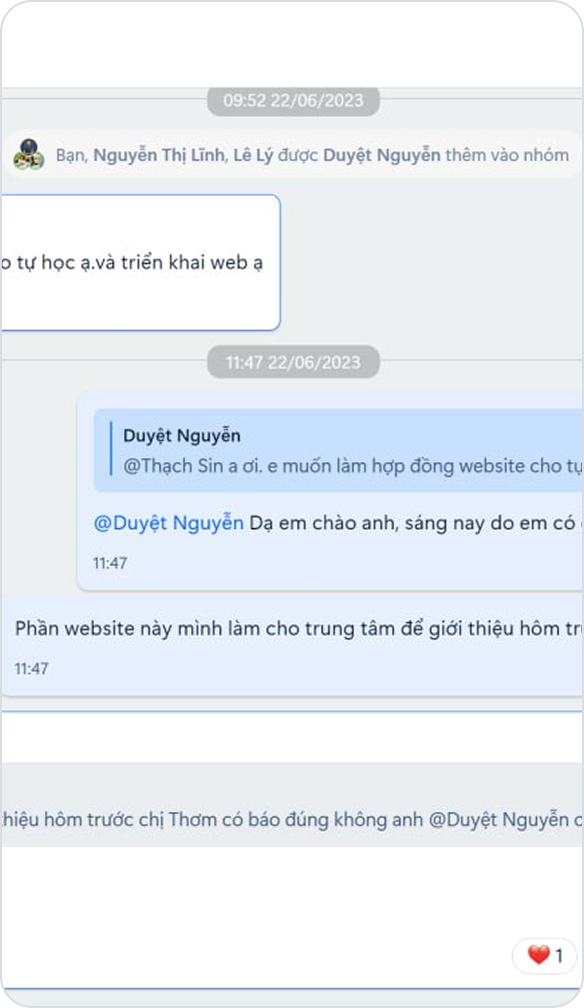 09:52 22/06/2023
Bạn, Nguyễn Thị Lĩnh, Lê Lý được Duyệt Nguyễn thêm vào nhóm
o tự học ạ.và triển khai web ạ
11:47 22/06/2023
Duyệt Nguyễn
@Thạch Sin a ơi. e muốn làm hợp đồng website cho tự
@Duyệt Nguyễn Dạ em chào anh, sáng nay do em có
11:47
Phần website này mình làm cho trung tâm để giới thiệu hôm tr
11:47
hiệu hôm trước chị Thơm có báo đúng không anh @Duyệt Nguyễn
1